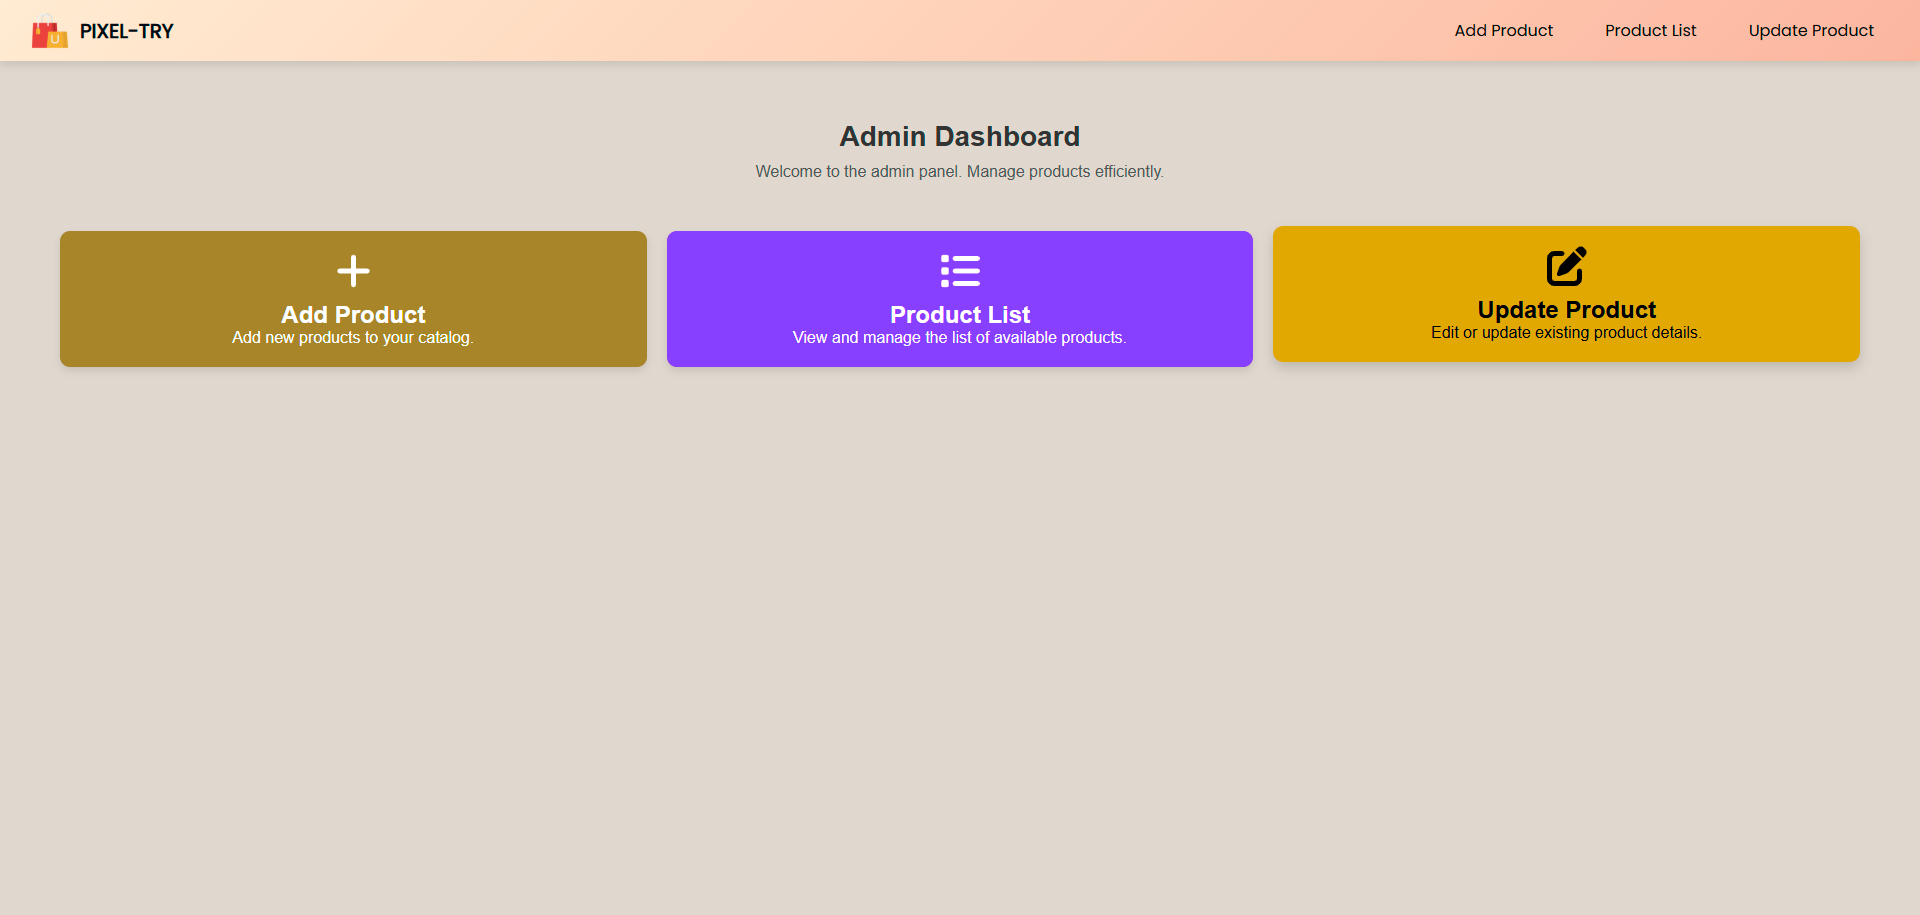 PIXEL-TRY
Add Product
Product List
Update Product
Admin Dashboard
Welcome to the admin panel. Manage products efficiently.
Add Product
Add new products to your catalog.
Product List
View and manage the list of available products.
Update Product
Edit or update existing product details.